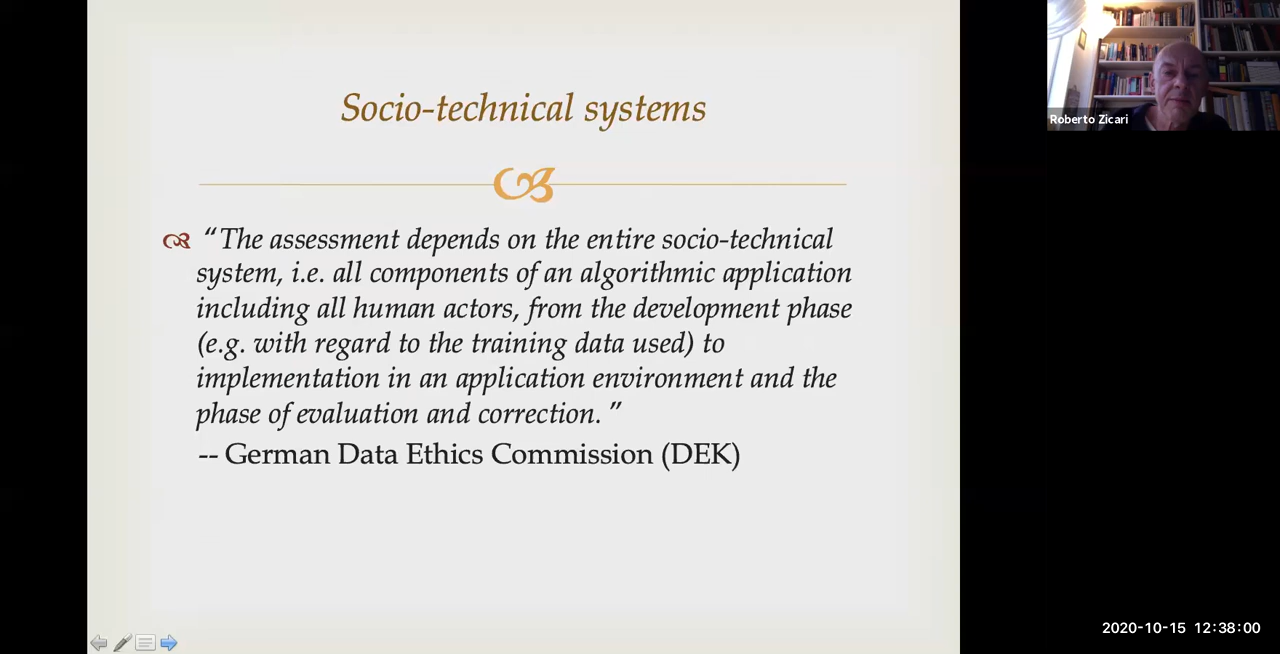 Socio-technical systems
“The assessment depends on the entire socio-technical
system, i.e. all components of an algorithmic application
including all human actors, from the development phase
(e.g. with regard to the training data used) to
implementation in an application environment and the
phase of evaluation and correction. ”
-- German Data Ethics Commission (DEK)
Roberto Zicari
2020-10-15 12:38:00